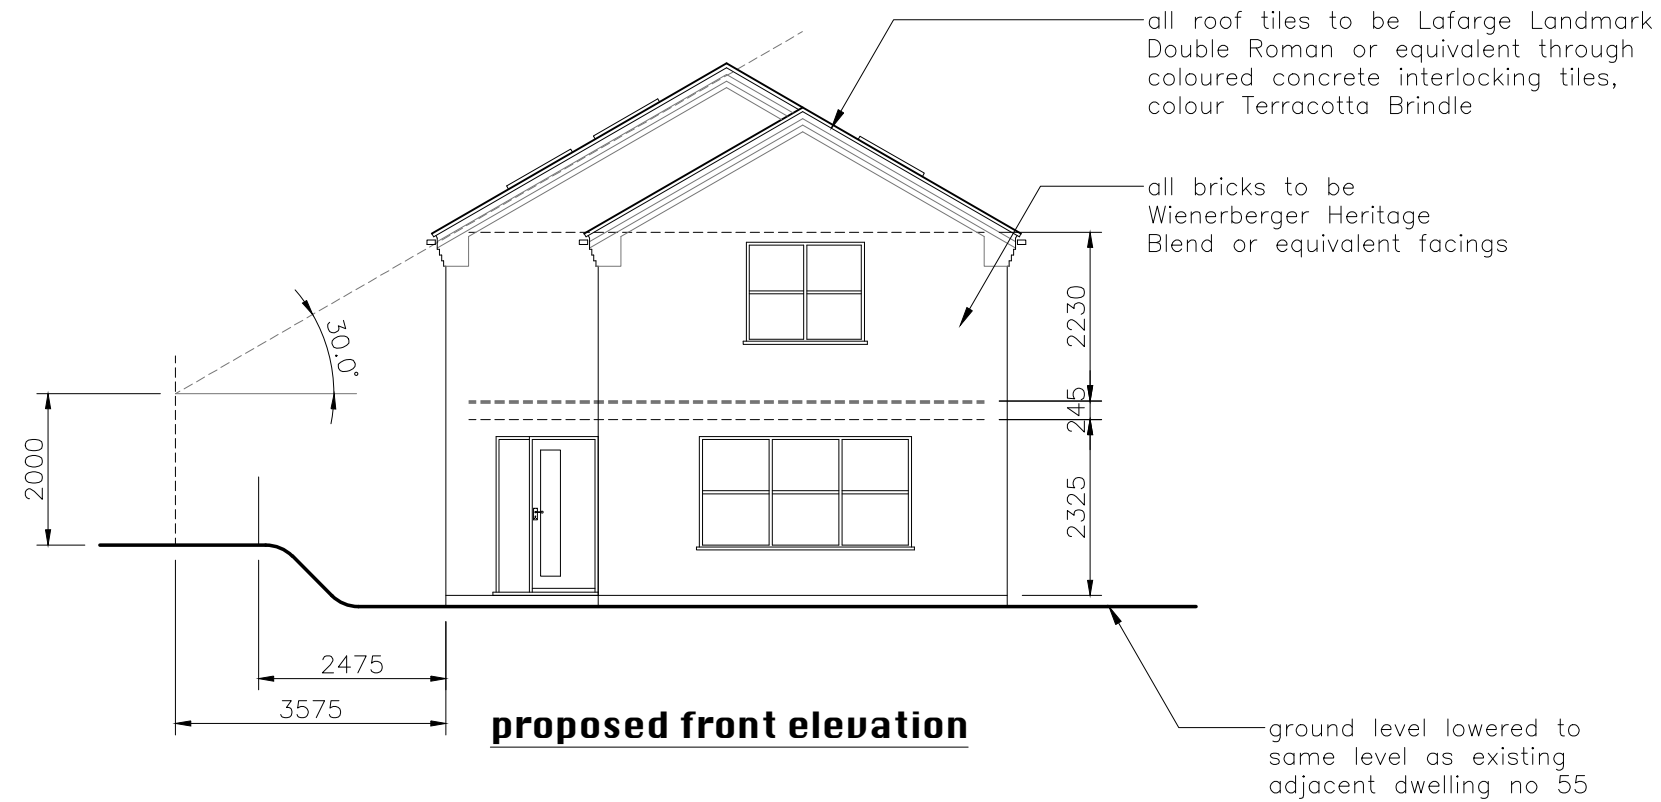 all roof tiles to be Lafarge Landmark
Double Roman or equivalent through
coloured concrete interlocking tiles,
colour Terracotta Brindle
all bricks to be
Wienerberger Heritage
Blend or equivalent facings
2230
30.0°
245
2000
2325
2475
3575
proposed front elevation
ground level lowered to
same level as existing
adjacent dwelling no 55